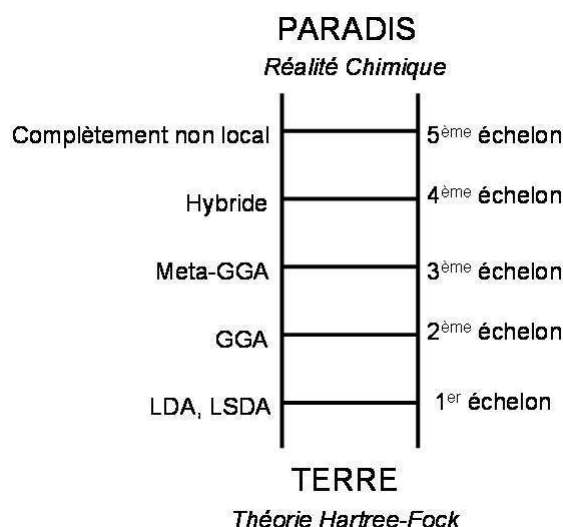 PARADIS
Réalité Chimique
Complètement non local 5ème échelon
Hybride 4ème échelon
Meta-GGA 3ème échelon
GGA 2ème échelon
LDA, LSDA 1er échelon
TERRE
Théorie Hartree-Fock